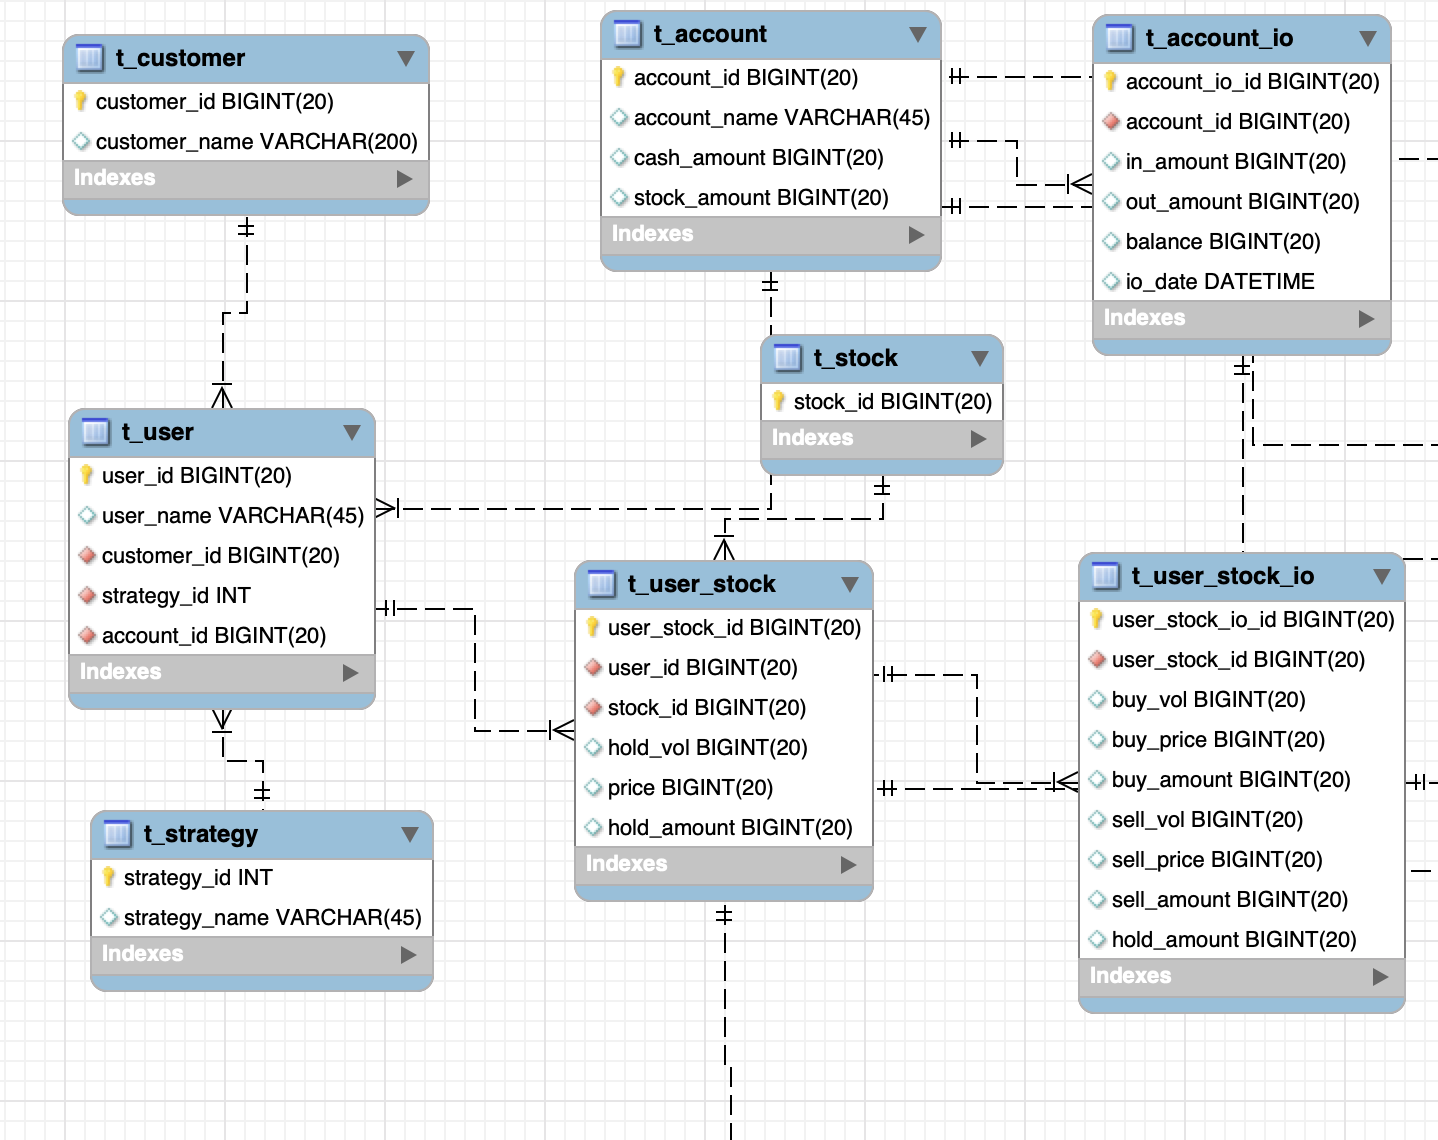 t_customer
customer_id BIGINT(20)
customer_name VARCHAR(200)
Indexes
t_account
account_id BIGINT(20)
account_name VARCHAR(45)
cash_amount BIGINT(20)
stock_amount BIGINT(20)
Indexes
t_account_io
account_io_id BIGINT(20)
account_id BIGINT(20)
in_amount BIGINT(20)
out_amount BIGINT(20)
balance BIGINT(20)
io_date DATETIME
Indexes
t_stock
stock_id BIGINT(20)
Indexes
t_user
user_id BIGINT(20)
user_name VARCHAR(45)
customer_id BIGINT(20)
strategy_id INT
account_id BIGINT(20)
Indexes
t_user_stock
user_stock_id BIGINT(20)
user_id BIGINT(20)
stock_id BIGINT(20)
hold_vol BIGINT(20)
price BIGINT(20)
hold_amount BIGINT(20)
Indexes
t_user_stock_io
user_stock_io_id BIGINT(20)
user_stock_id BIGINT(20)
buy_vol BIGINT(20)
buy_price BIGINT(20)
buy_amount BIGINT(20)
sell_vol BIGINT(20)
sell_price BIGINT(20)
sell_amount BIGINT(20)
hold_amount BIGINT(20)
Indexes
t_strategy
strategy_id INT
strategy_name VARCHAR(45)
Indexes